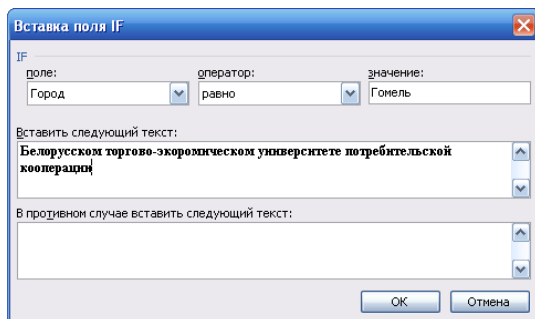 Вставка поля IF
IF
поле: оператор: значение:
Город равно Гомель
Вставить следующий текст:
Белорусском торгово-экоромическом университете потребительской
кооперации
В противном случае вставить следующий текст:
ОК Отмена